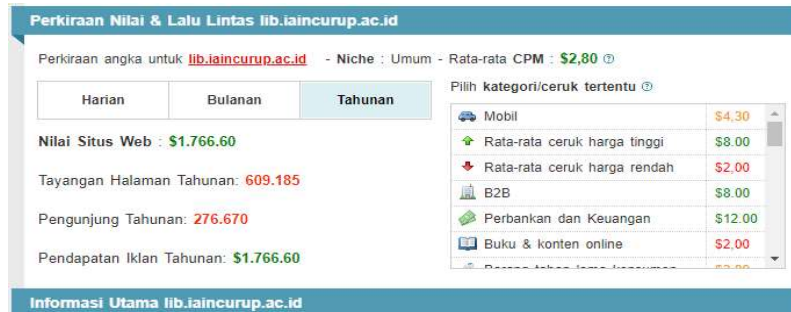 Perkiraan Nilai & Lalu Lintas lib.iaincurup.ac.id
Perkiraan angka untuk lib.iaincurup.ac.id - Niche : Umum - Rata-rata CPM : $2,80
Pilih kategori/ceruk tertentu
Harian Bulanan Tahunan
Nilai Situs Web : $1.766.60
Tayangan Halaman Tahunan: 609.185
Pengunjung Tahunan: 276.670
Pendapatan Iklan Tahunan: $1.766.60
Mobil $4,30
Rata-rata ceruk harga tinggi $8.00
Rata-rata ceruk harga rendah $2,00
B2B $8.00
Perbankan dan Keuangan $12.00
Buku & konten online $2,00
Informasi Utama lib.iaincurup.ac.id